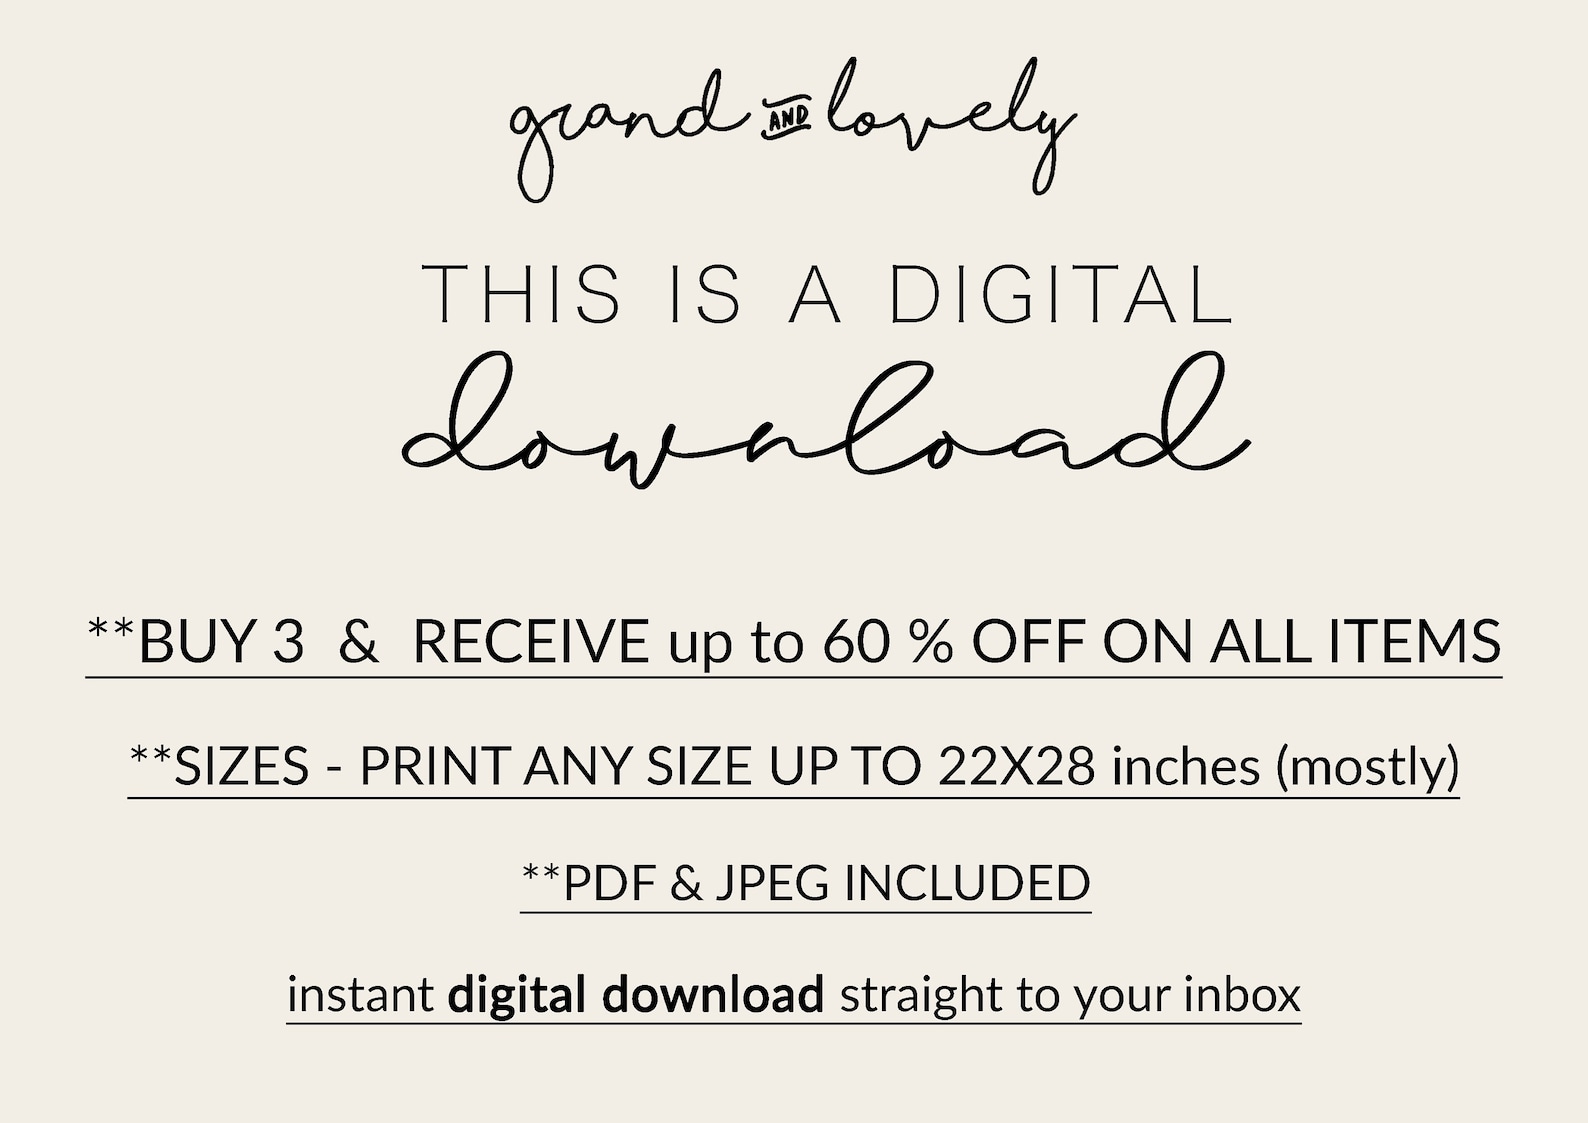 grand AND lovely
THIS IS A DIGITAL
download
**BUY 3 & RECEIVE up to 60 % OFF ON ALL ITEMS
**SIZES - PRINT ANY SIZE UP TO 22X28 inches (mostly)
**PDF & JPEG INCLUDED
instant digital download straight to your inbox